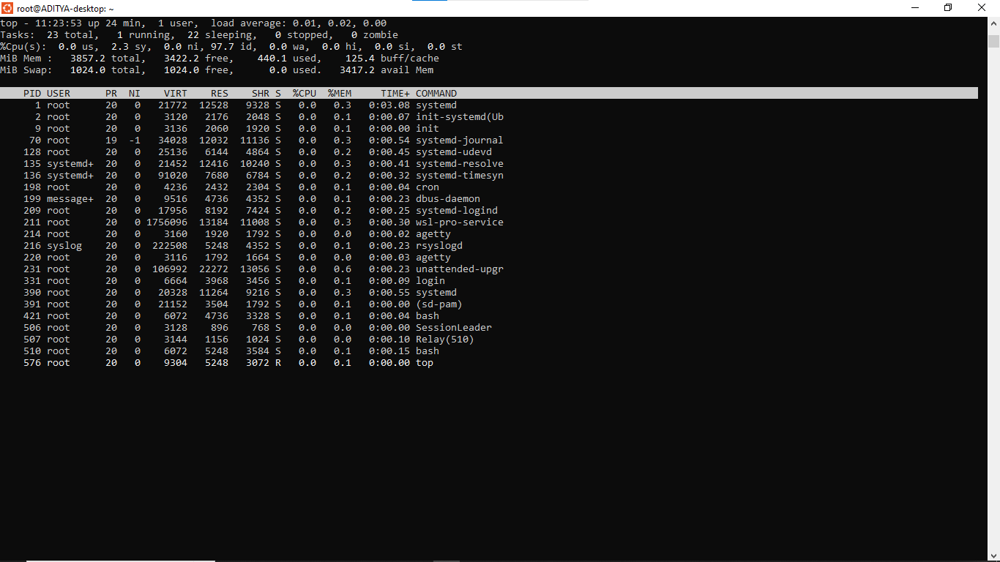 root@ADITYA-desktop: ~
top - 11:23:53 up 24 min,  1 user,  load average: 0.01, 0.02, 0.00
Tasks:  23 total,   1 running,  22 sleeping,   0 stopped,   0 zombie
%Cpu(s):  0.0 us,  2.3 sy,  0.0 ni, 97.7 id,  0.0 wa,  0.0 hi,  0.0 si,  0.0 st
MiB Mem :   3857.2 total,   3422.2 free,    440.1 used,    125.4 buff/cache
MiB Swap:   1024.0 total,   1024.0 free,      0.0 used.   3417.2 avail Mem
PID USER      PR  NI    VIRT    RES    SHR S  %CPU  %MEM     TIME+ COMMAND
1 root      20   0   21772  12528   9328 S   0.0   0.3   0:03.08 systemd
2 root      20   0    3120   2176   2048 S   0.0   0.1   0:00.07 init-systemd(Ub
9 root      20   0    3136   2060   1920 S   0.0   0.1   0:00.00 init
70 root      19  -1   34028  12032  11136 S   0.0   0.3   0:00.54 systemd-journal
128 root      20   0   25136   6144   4864 S   0.0   0.2   0:00.45 systemd-udevd
135 systemd+  20   0   21452  12416  10240 S   0.0   0.3   0:00.41 systemd-resolve
136 systemd+  20   0   91020   7680   6784 S   0.0   0.2   0:00.32 systemd-timesyn
198 root      20   0    4236   2432   2304 S   0.0   0.1   0:00.04 cron
199 message+  20   0    9516   4736   4352 S   0.0   0.1   0:00.23 dbus-daemon
209 root      20   0   17956   8192   7424 S   0.0   0.2   0:00.25 systemd-logind
211 root      20   0 1756096  13184  11008 S   0.0   0.3   0:00.30 wsl-pro-service
214 root      20   0    3160   1920   1792 S   0.0   0.0   0:00.02 agetty
216 syslog    20   0  222508   5248   4352 S   0.0   0.1   0:00.23 rsyslogd
220 root      20   0    3116   1792   1664 S   0.0   0.0   0:00.03 agetty
231 root      20   0  106992  22272  13056 S   0.0   0.6   0:00.23 unattended-upgr
331 root      20   0    6664   3968   3456 S   0.0   0.1   0:00.09 login
390 root      20   0   20328  11264   9216 S   0.0   0.3   0:00.55 systemd
391 root      20   0   21152   3504   1792 S   0.0   0.1   0:00.00 (sd-pam)
421 root      20   0    6072   4736   3328 S   0.0   0.1   0:00.04 bash
506 root      20   0    3128    896    768 S   0.0   0.0   0:00.00 SessionLeader
507 root      20   0    3144   1156   1024 S   0.0   0.0   0:00.10 Relay(510)
510 root      20   0    6072   5248   3584 S   0.0   0.1   0:00.15 bash
576 root      20   0    9304   5248   3072 R   0.0   0.1   0:00.00 top